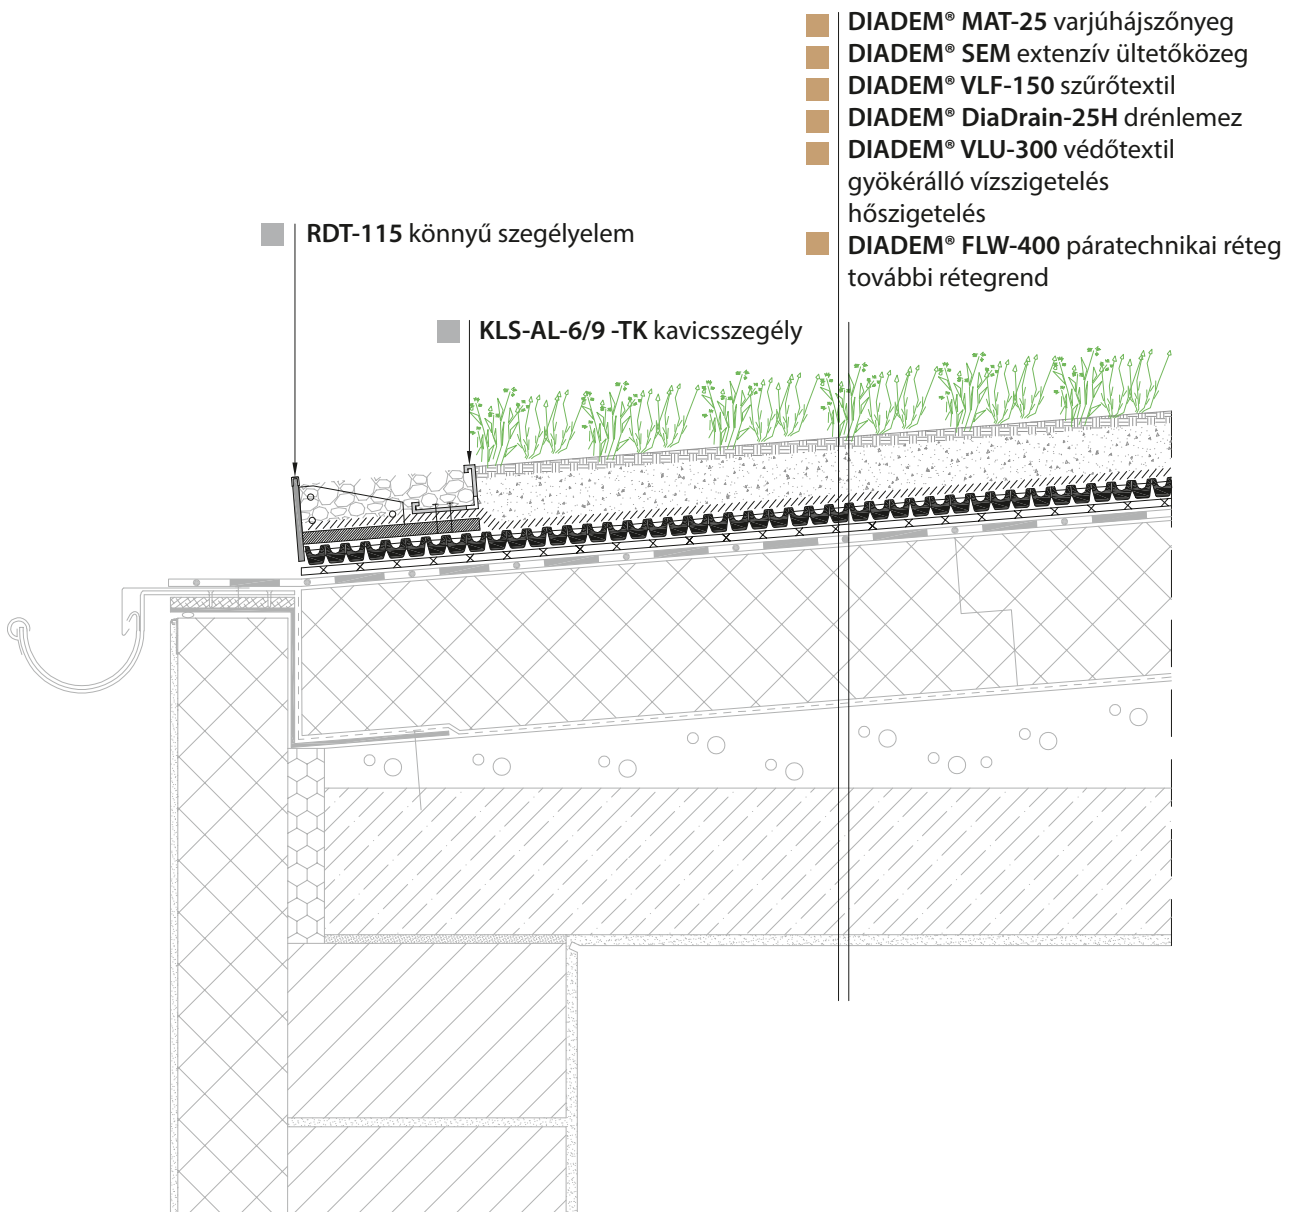 DIADEM® MAT-25 varjúhájszőnyeg
DIADEM® SEM extenzív ültetőközeg
DIADEM® VLF-150 szűrőtextil
DIADEM® DiaDrain-25H drénlemez
DIADEM® VLU-300 védőtextil
gyökérálló vízszigetelés
hőszigetelés
DIADEM® FLW-400 páratechnikai réteg
további rétegrend
RDT-115 könnyű szegélyelem
KLS-AL-6/9 -TK kavicsszegély